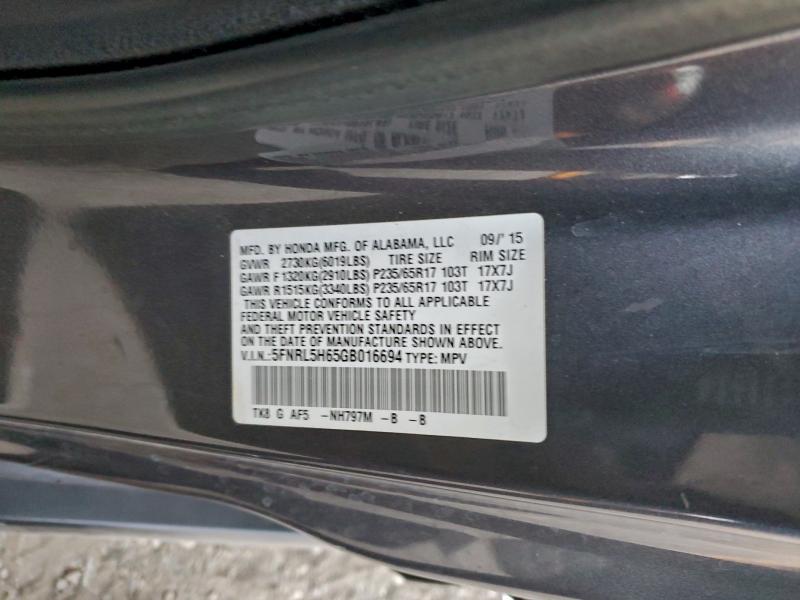 MFD. BY HONDA MFG. OF ALABAMA, LLC 09/'15
GVWR 2730KG(6019LBS) TIRE SIZE RIM SIZE
GAWR F1320KG(2910LBS)P235/65R17 103T 17X7J
GAWR R1515KG(3340LBS)P235/65R17 103T 17X7J
THIS VEHICLE CONFORMS TO ALL APPLICABLE
FEDERAL MOTOR VEHICLE SAFETY
AND THEFT PREVENTION STANDARDS IN EFFECT
ON THE DATE OF MANUFACTURE SHOWN ABOVE.
V.I.N.:5FNRL5H65GB016694 TYPE: MPV
TK8 G AF5 -NH797M -B -B